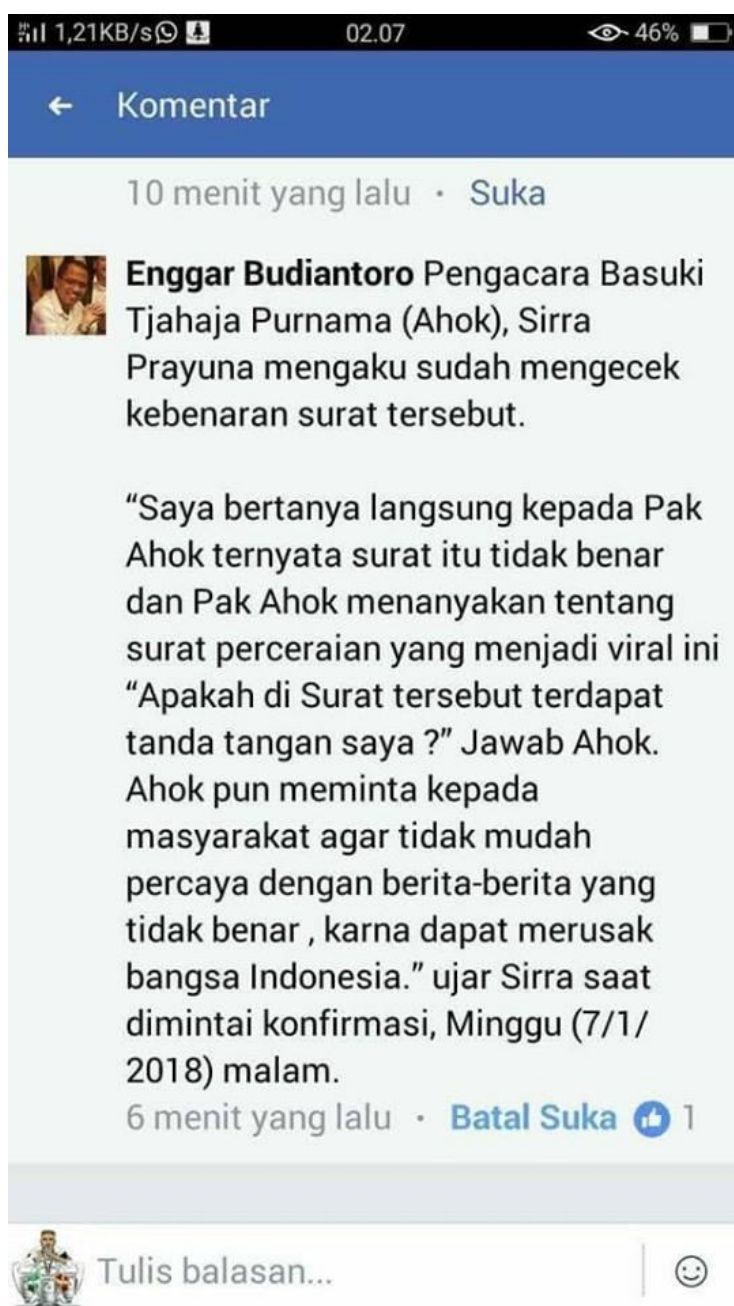 1,21KB/s 02.07 46%
Komentar
10 menit yang lalu · Suka
Enggar Budiantoro Pengacara Basuki
Tjahaja Purnama (Ahok), Sirra
Prayuna mengaku sudah mengecek
kebenaran surat tersebut.
“Saya bertanya langsung kepada Pak
Ahok ternyata surat itu tidak benar
dan Pak Ahok menanyakan tentang
surat perceraian yang menjadi viral ini
“Apakah di Surat tersebut terdapat
tanda tangan saya ?” Jawab Ahok.
Ahok pun meminta kepada
masyarakat agar tidak mudah
percaya dengan berita-berita yang
tidak benar , karna dapat merusak
bangsa Indonesia.” ujar Sirra saat
dimintai konfirmasi, Minggu (7/1/
2018) malam.
6 menit yang lalu · Batal Suka 1
Tulis balasan...